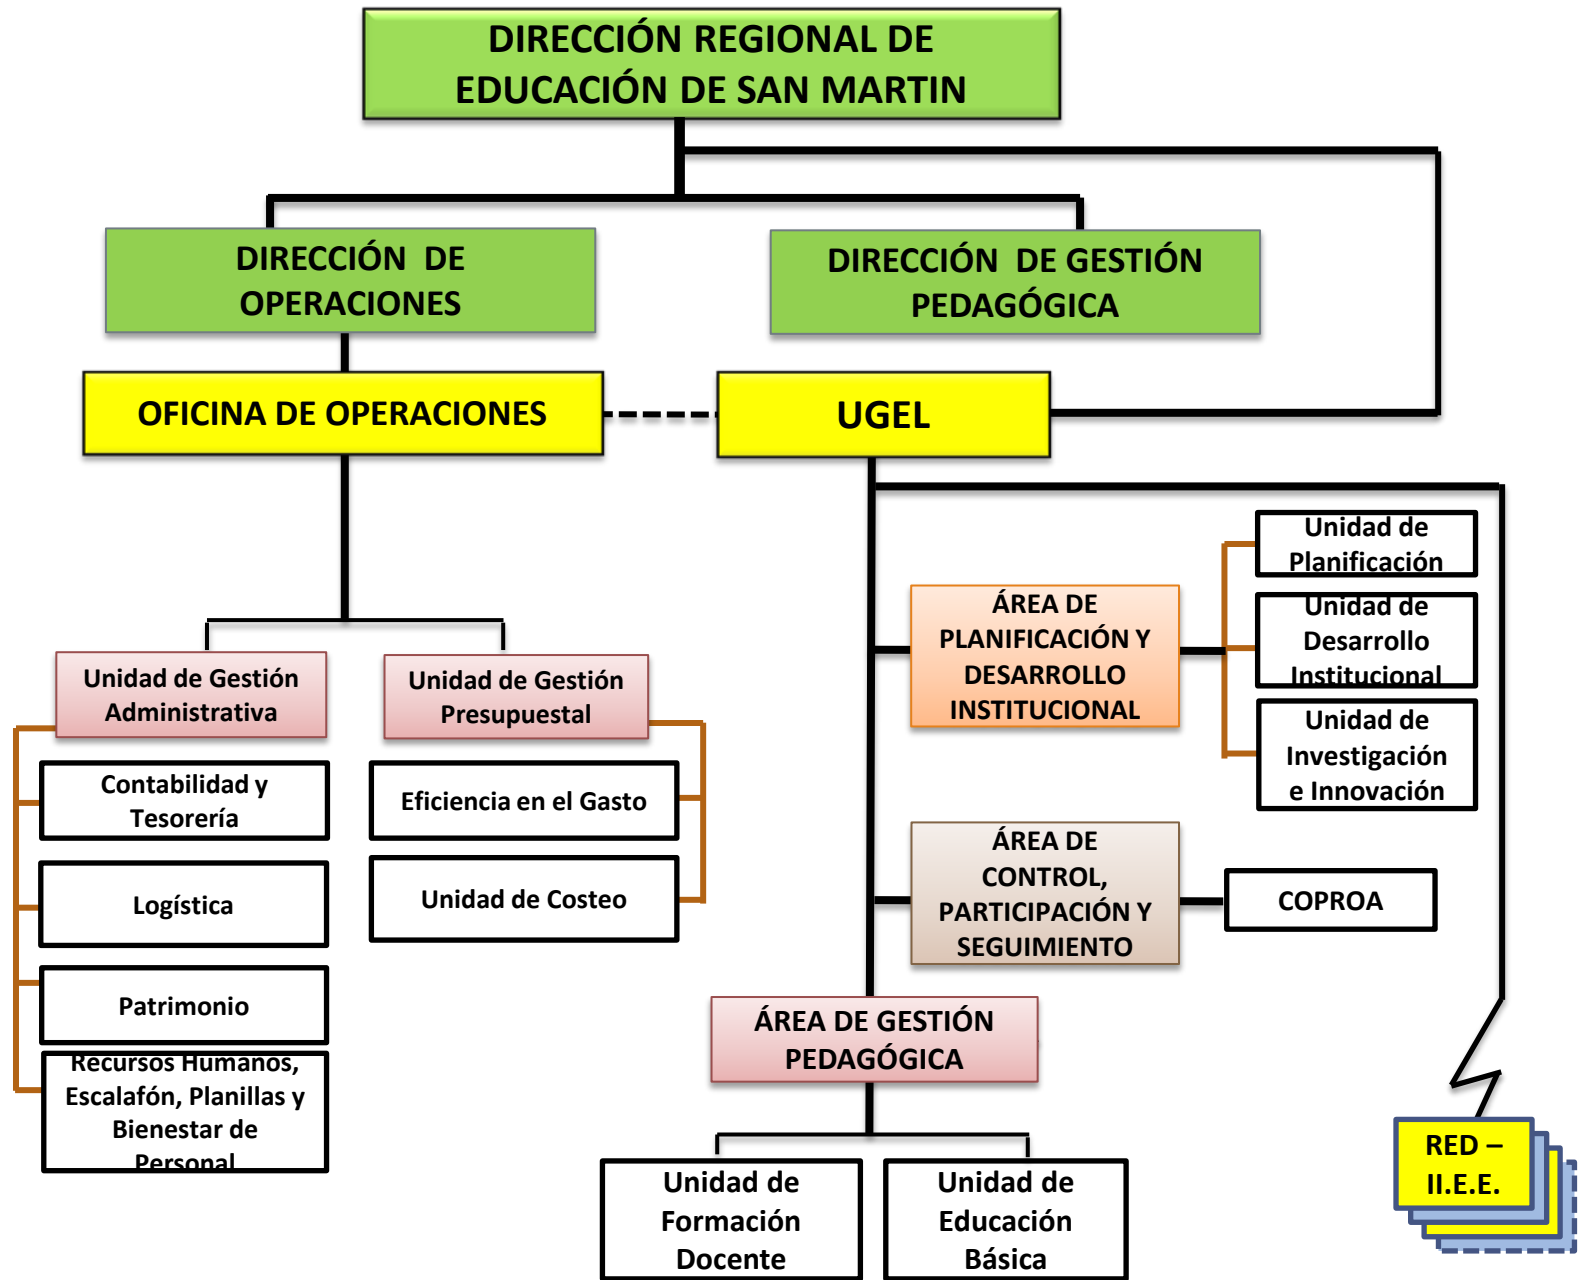 DIRECCIÓN REGIONAL DE
EDUCACIÓN DE SAN MARTIN
DIRECCIÓN DE
OPERACIONES
DIRECCIÓN DE GESTIÓN
PEDAGÓGICA
OFICINA DE OPERACIONES
UGEL
Unidad de
Planificación
Unidad de
Desarrollo
Institucional
Unidad de
Investigación
e Innovación
ÁREA DE
PLANIFICACIÓN Y
DESARROLLO
INSTITUCIONAL
Unidad de Gestión
Administrativa
Unidad de Gestión
Presupuestal
Contabilidad y
Tesorería
Eficiencia en el Gasto
Logística
Unidad de Costeo
ÁREA DE
CONTROL,
PARTICIPACIÓN Y
SEGUIMIENTO
COPROA
Patrimonio
Recursos Humanos,
Escalafón, Planillas y
Bienestar de
Personal
ÁREA DE GESTIÓN
PEDAGÓGICA
Unidad de
Formación
Docente
Unidad de
Educación
Básica
RED –
II.E.E.